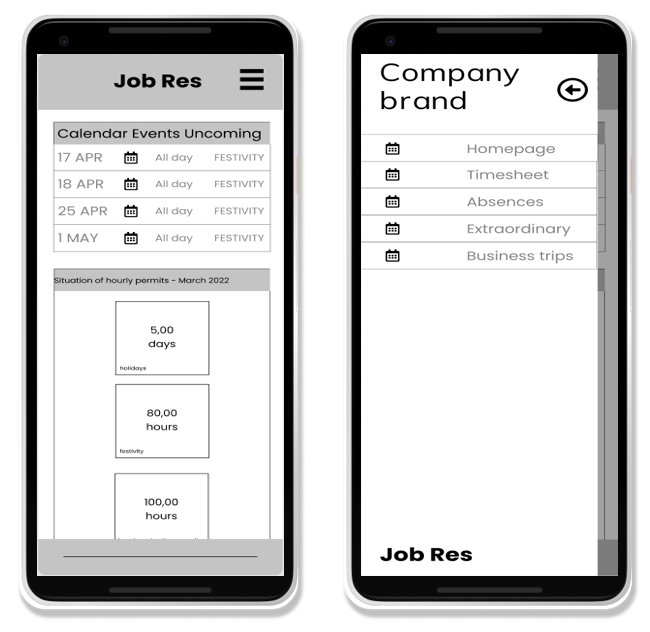 Job Res
Calendar Events Uncoming
17 APR All day FESTIVITY
18 APR All day FESTIVITY
25 APR All day FESTIVITY
1 MAY All day FESTIVITY
Situation of hourly permits - March 2022
5,00
days
holidays
80,00
hours
festivity
100,00
hours
Company
brand
Homepage
Timesheet
Absences
Extraordinary
Business trips
Job Res